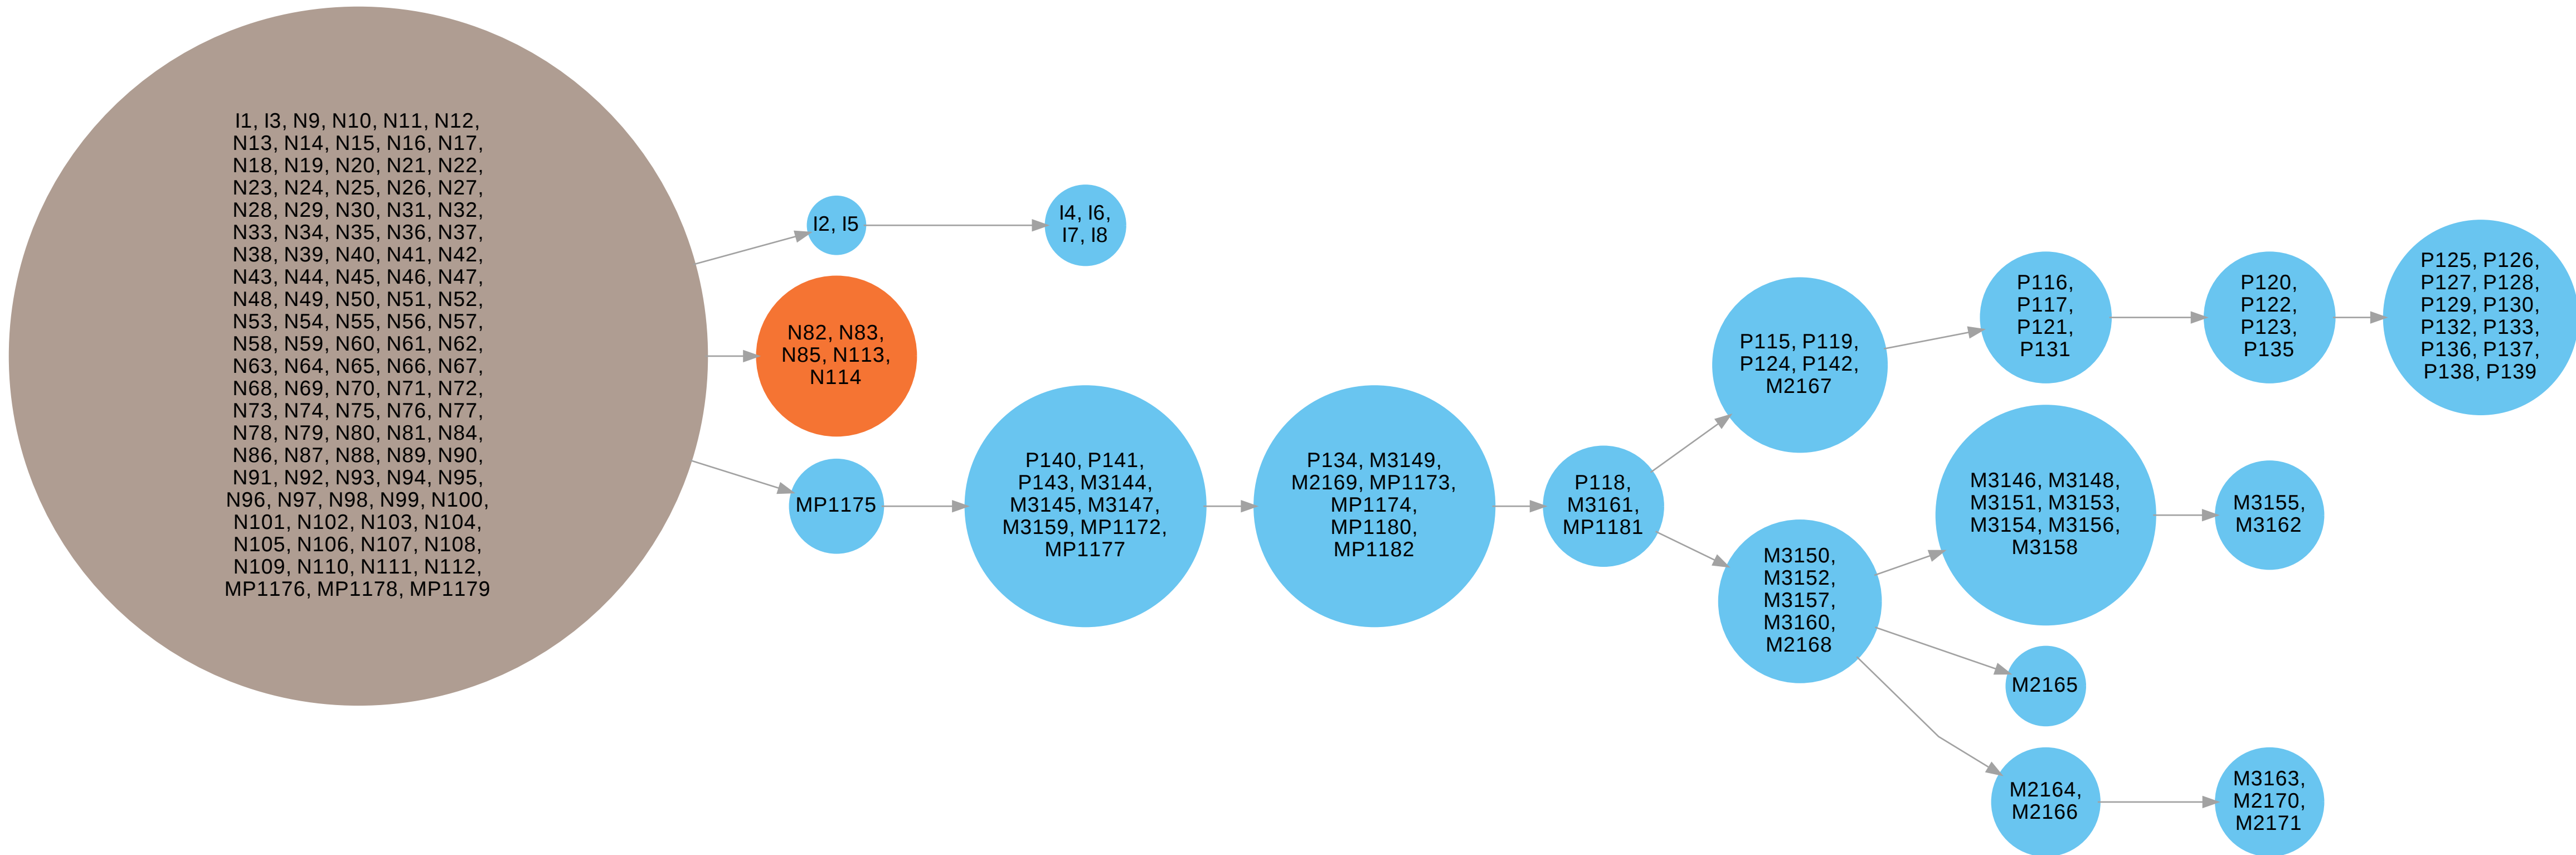 I1, I3, N9, N10, N11, N12,
N13, N14, N15, N16, N17,
N18, N19, N20, N21, N22,
N23, N24, N25, N26, N27,
N28, N29, N30, N31, N32,
N33, N34, N35, N36, N37,
N38, N39, N40, N41, N42,
N43, N44, N45, N46, N47,
N48, N49, N50, N51, N52,
N53, N54, N55, N56, N57,
N58, N59, N60, N61, N62,
N63, N64, N65, N66, N67,
N68, N69, N70, N71, N72,
N73, N74, N75, N76, N77,
N78, N79, N80, N81, N84,
N86, N87, N88, N89, N90,
N91, N92, N93, N94, N95,
N96, N97, N98, N99, N100,
N101, N102, N103, N104,
N105, N106, N107, N108,
N109, N110, N111, N112,
MP1176, MP1178, MP1179
I2, I5
I4, I6,
I7, I8
N82, N83,
N85, N113,
N114
MP1175
P140, P141,
P143, M3144,
M3145, M3147,
M3159, MP1172,
MP1177
P134, M3149,
M2169, MP1173,
MP1174,
MP1180,
MP1182
P118,
M3161,
MP1181
P115, P119,
P124, P142,
M2167
P116,
P117,
P121,
P131
P120,
P122,
P123,
P135
P125, P126,
P127, P128,
P129, P130,
P132, P133,
P136, P137,
P138, P139
M3150,
M3152,
M3157,
M3160,
M2168
M3146, M3148,
M3151, M3153,
M3154, M3156,
M3158
M3155,
M3162
M2165
M2164,
M2166
M3163,
M2170,
M2171